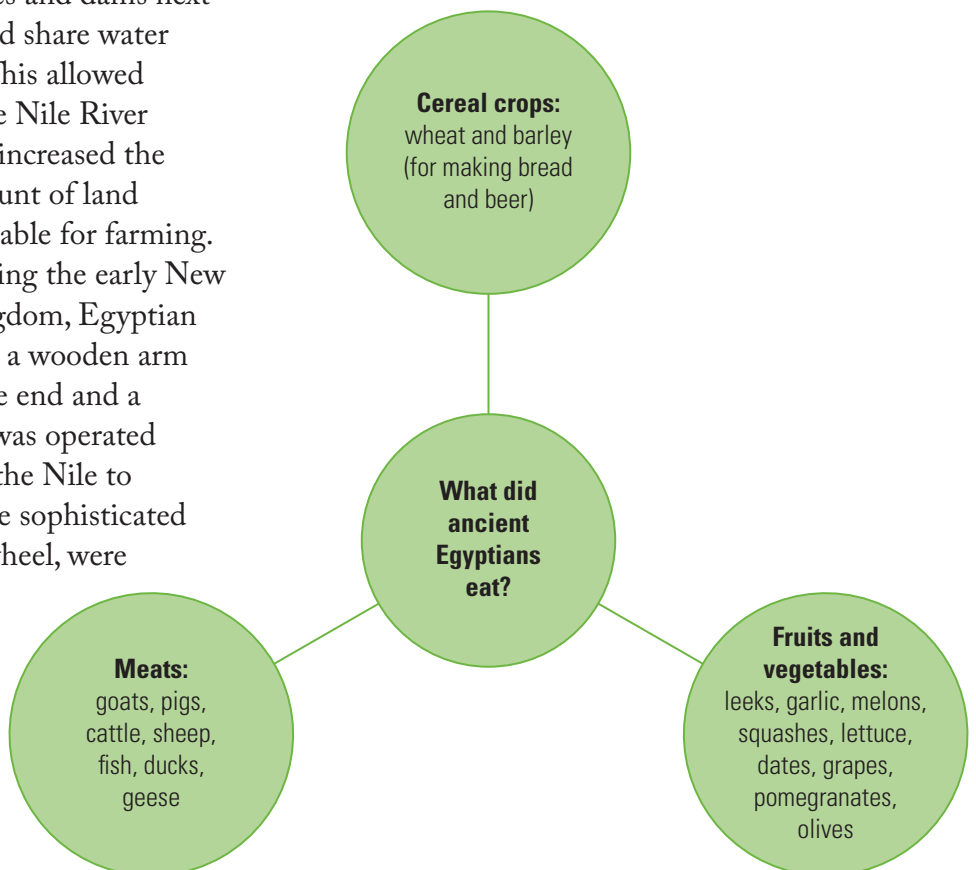 es and dams next
d share water
This allowed
e Nile River
increased the
unt of land
able for farming.
ing the early New
gdom, Egyptian
a wooden arm
e end and a
was operated
the Nile to
e sophisticated
heel, were
Cereal crops:
wheat and barley
(for making bread
and beer)
What did
ancient
Egyptians
eat?
Meats:
goats, pigs,
cattle, sheep,
fish, ducks,
geese
Fruits and
vegetables:
leeks, garlic, melons,
squashes, lettuce,
dates, grapes,
pomegranates,
olives